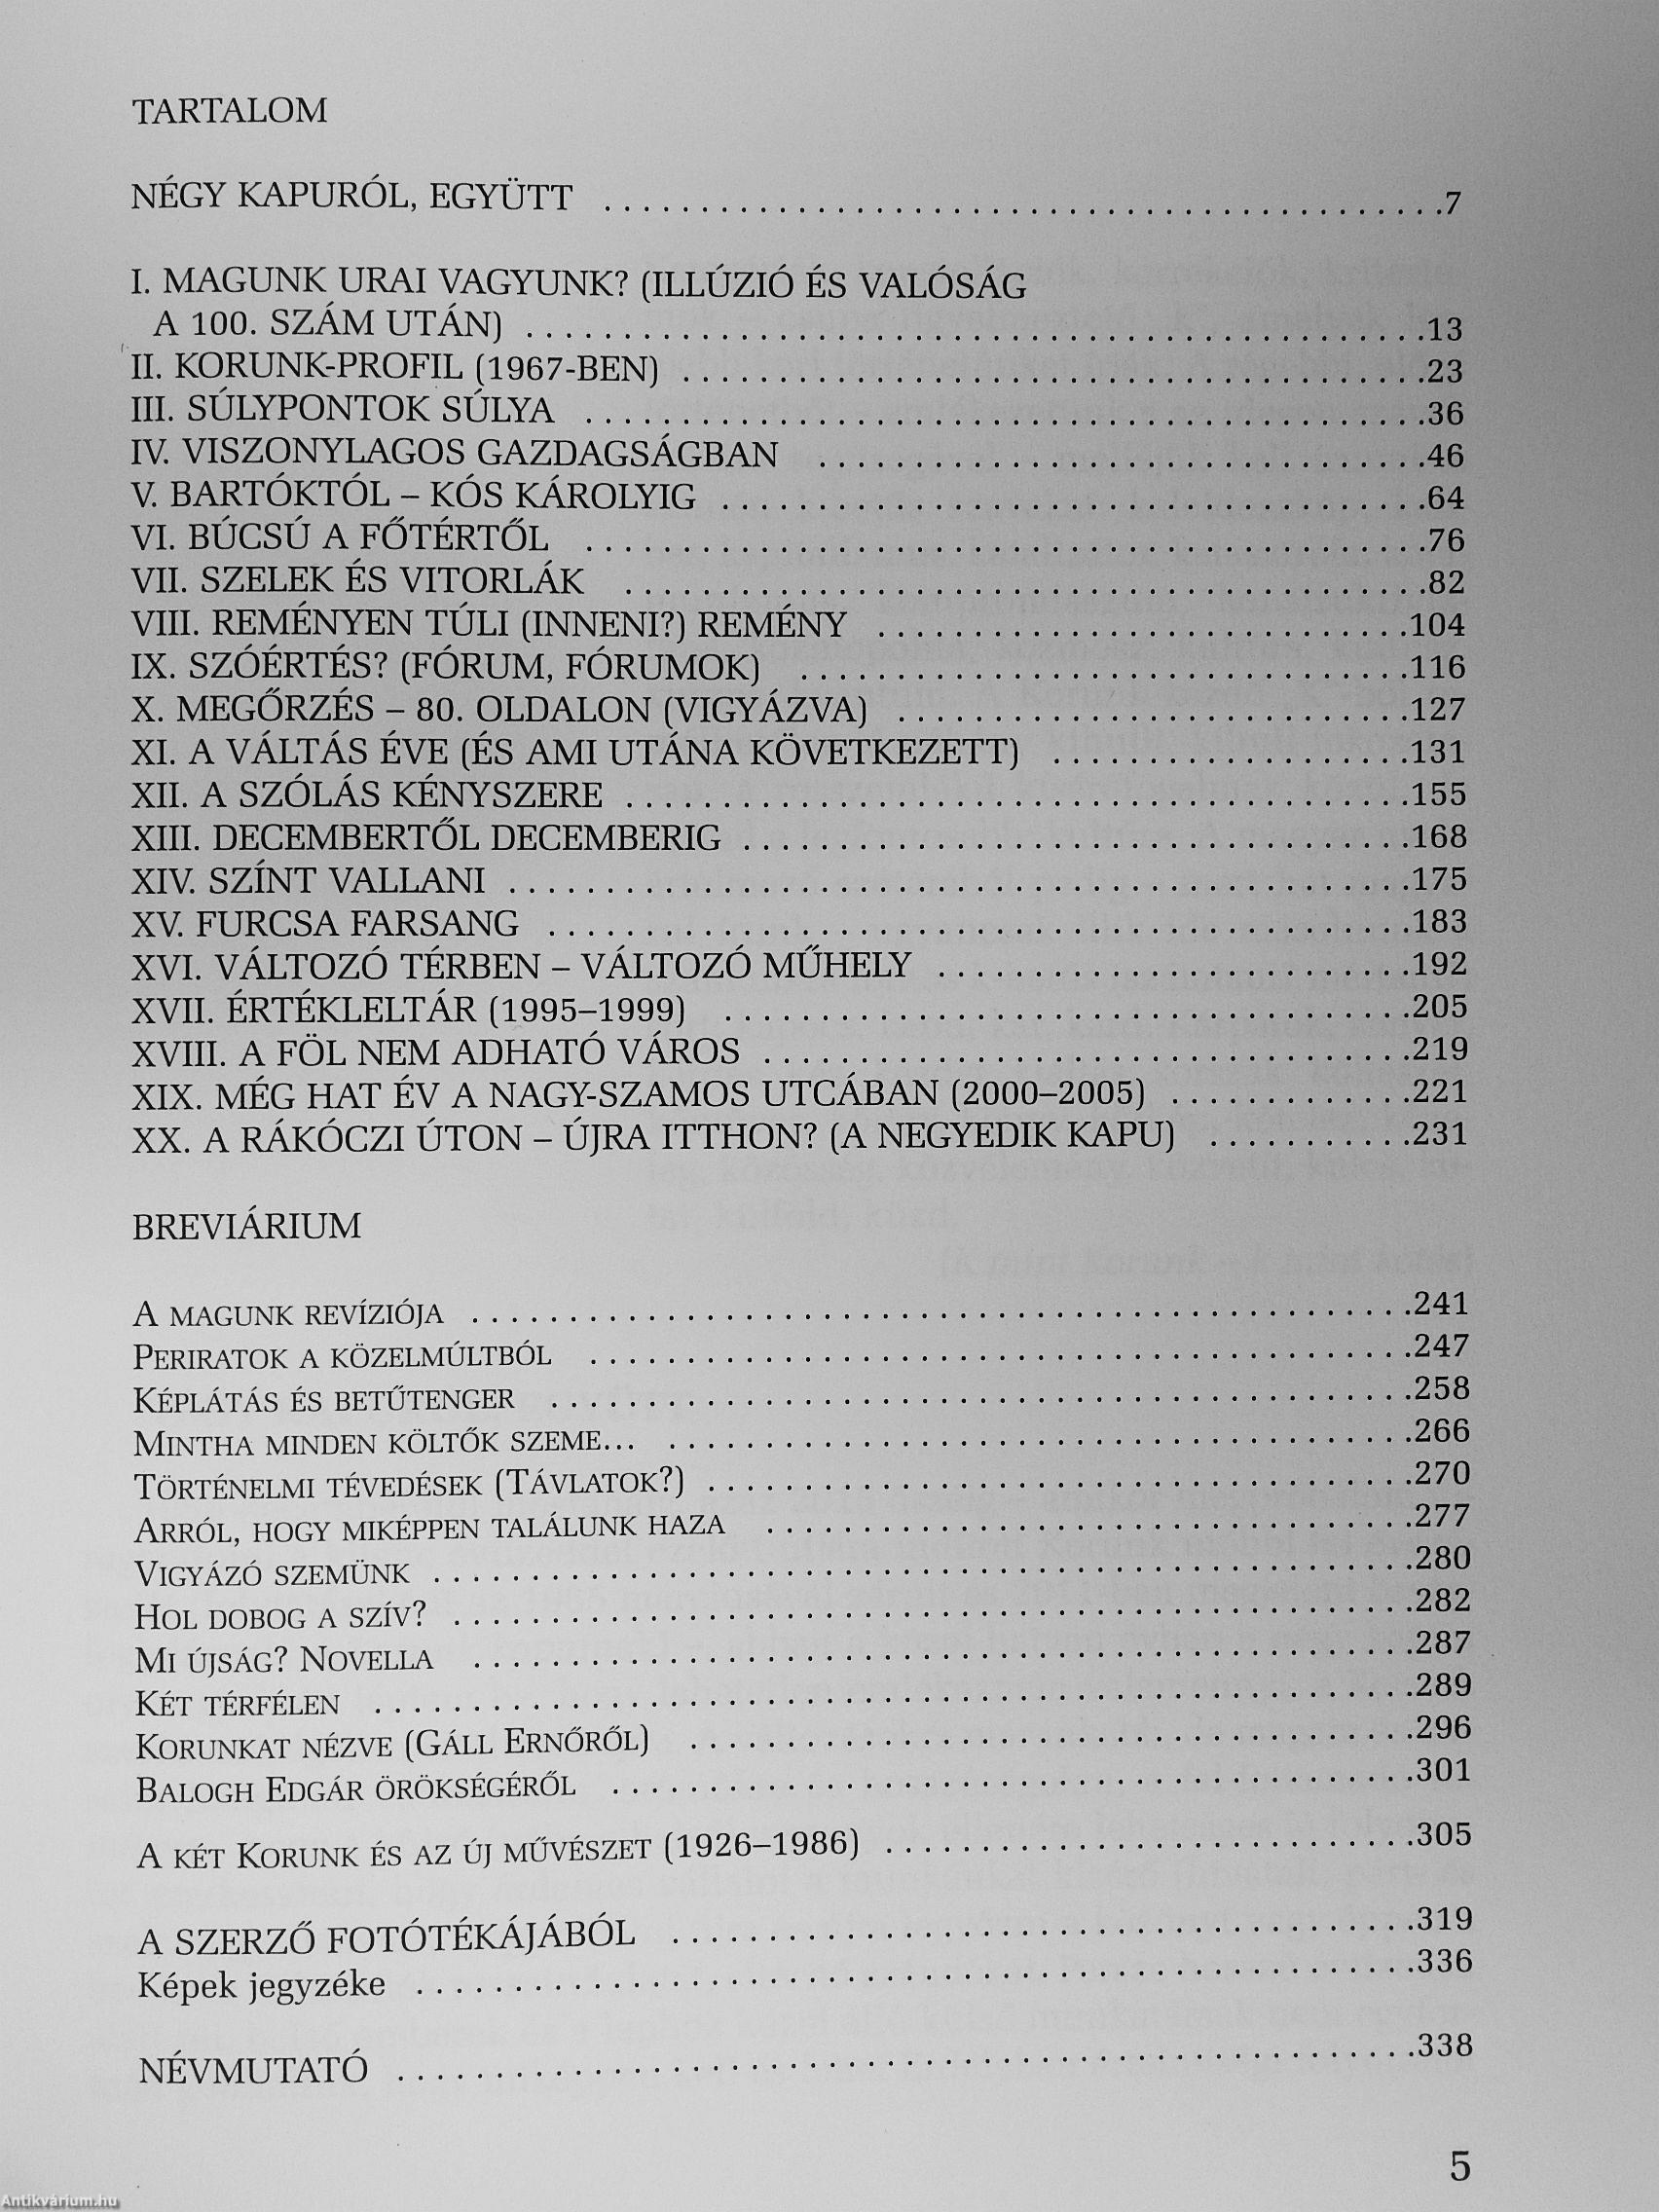 TARTALOM
NÉGY KAPURÓL, EGYÜTT ........................................7
I. MAGUNK URAI VAGYUNK? (ILLÚZIÓ ÉS VALÓSÁG
A 100. SZÁM UTÁN) ........................................13
II. KORUNK-PROFIL (1967-BEN) ........................................23
III. SÚLYPONTOK SÚLYA ........................................36
IV. VISZONYLAGOS GAZDAGSÁGBAN ........................................46
V. BARTÓKTÓL – KÓS KÁROLYIG ........................................64
VI. BÚCSÚ A FŐTÉRTŐL ........................................76
VII. SZELEK ÉS VITORLÁK ........................................82
VIII. REMÉNYEN TÚLI (INNENI?) REMÉNY ............................104
IX. SZÓÉRTÉS? (FÓRUM, FÓRUMOK) ................................116
X. MEGŐRZÉS – 80. OLDALON (VIGYÁZVA) ...........................127
XI. A VÁLTÁS ÉVE (ÉS AMI UTÁNA KÖVETKEZETT) ...................131
XII. A SZÓLÁS KÉNYSZERE ........................................155
XIII. DECEMBERTŐL DECEMBERIG ...................................168
XIV. SZÍNT VALLANI ........................................175
XV. FURCSA FARSANG ........................................183
XVI. VÁLTOZÓ TÉRBEN – VÁLTOZÓ MŰHELY .........................192
XVII. ÉRTÉKLELTÁR (1995–1999) ....................................205
XVIII. A FÖL NEM ADHATÓ VÁROS ..................................219
XIX. MÉG HAT ÉV A NAGY-SZAMOS UTCÁBAN (2000–2005) .............221
XX. A RÁKÓCZI ÚTON – ÚJRA ITTHON? (A NEGYEDIK KAPU) ...........231
BREVIÁRIUM
A MAGUNK REVÍZIÓJA ........................................241
PERIRATOK A KÖZELMÚLTBÓL ........................................247
KÉPLÁTÁS ÉS BETŰTENGER ........................................258
MINTHA MINDEN KÖLTŐK SZEME... ........................................266
TÖRTÉNELMI TÉVEDÉSEK (TÁVLATOK?) ....................................270
ARRÓL, HOGY MIKÉPPEN TALÁLUNK HAZA ..................................277
VIGYÁZÓ SZEMÜNK ........................................280
HOL DOBOG A SZÍV? ........................................282
MI ÚJSÁG? NOVELLA ........................................287
KÉT TÉRFÉLEN ........................................289
KORUNKAT NÉZVE (GÁLL ERNŐRŐL) ......................................296
BALOGH EDGÁR ÖRÖKSÉGÉRŐL ........................................301
A KÉT KORUNK ÉS AZ ÚJ MŰVÉSZET (1926–1986) ............................305
A SZERZŐ FOTÓTÉKÁJÁBÓL ........................................319
Képek jegyzéke ........................................336
NÉVMUTATÓ ........................................338
5
Antikvárium.hu